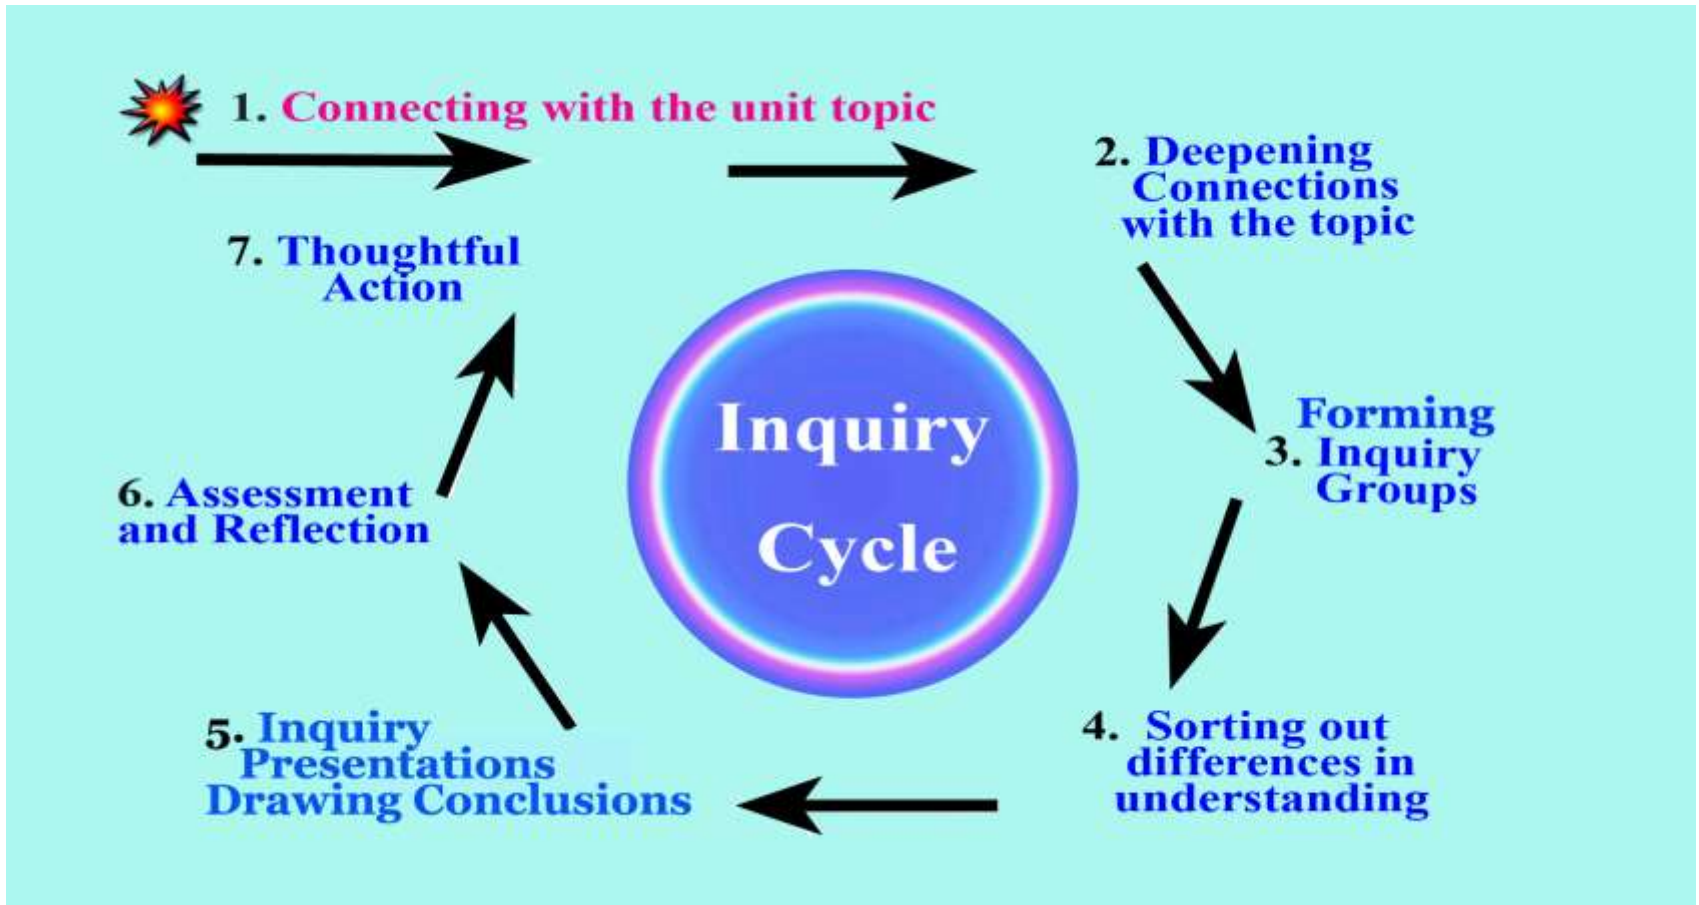 1. Connecting with the unit topic
2. Deepening
Connections
with the topic
Forming
3. Inquiry
Groups
4. Sorting out
differences in
understanding
5. Inquiry
Presentations
Drawing Conclusions
6. Assessment
and Reflection
7. Thoughtful
Action
Inquiry
Cycle